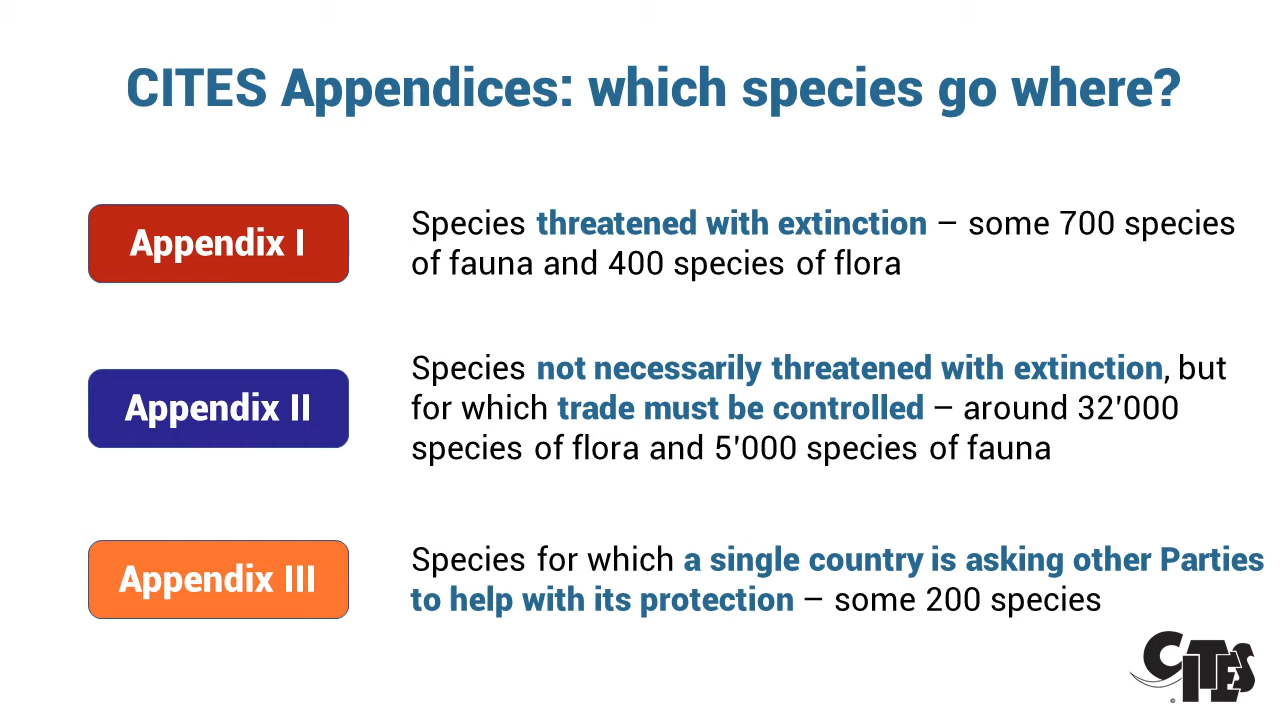 CITES Appendices: which species go where?
Appendix I
Species threatened with extinction – some 700 species
of fauna and 400 species of flora
Appendix II
Species not necessarily threatened with extinction, but
for which trade must be controlled – around 32'000
species of flora and 5'000 species of fauna
Appendix III
Species for which a single country is asking other Parties
to help with its protection – some 200 species
CITES
®